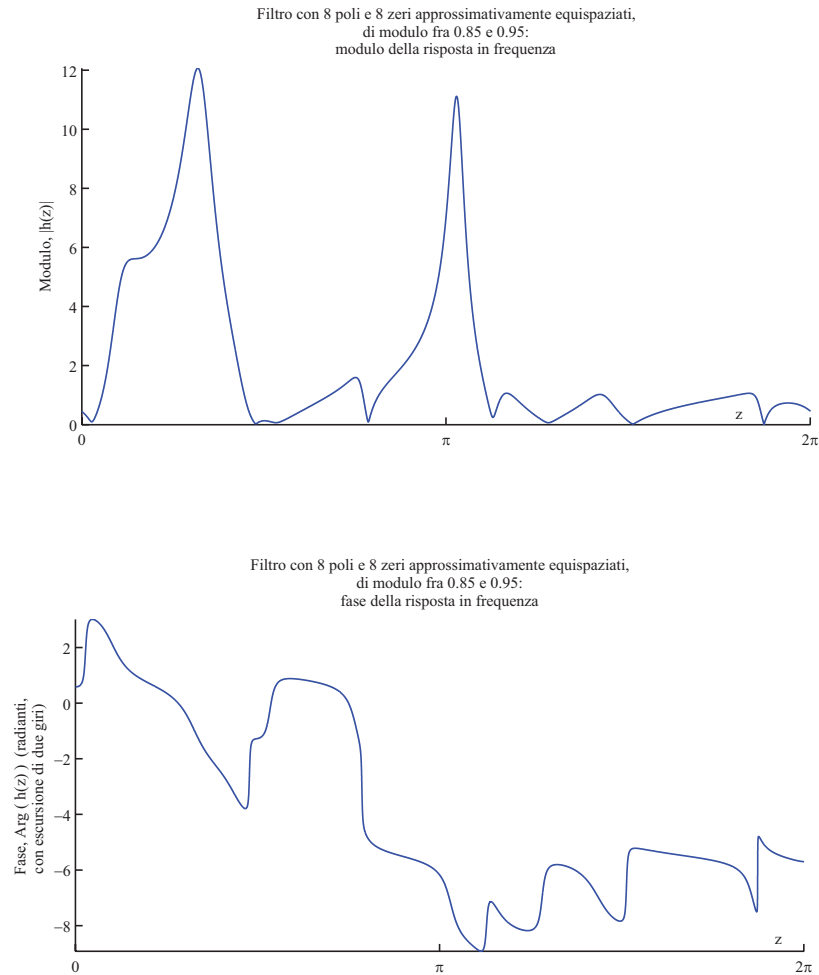 Filtro con 8 poli e 8 zeri approssimativamente equispaziati,
di modulo fra 0.85 e 0.95:
modulo della risposta in frequenza
Modulo, |h(z)|
12
10
8
6
4
2
0
z
0
π
2π
Filtro con 8 poli e 8 zeri approssimativamente equispaziati,
di modulo fra 0.85 e 0.95:
fase della risposta in frequenza
Fase, Arg ( h(z) ) (radianti,
con escursione di due giri)
2
0
−2
−4
−6
−8
z
0
π
2π